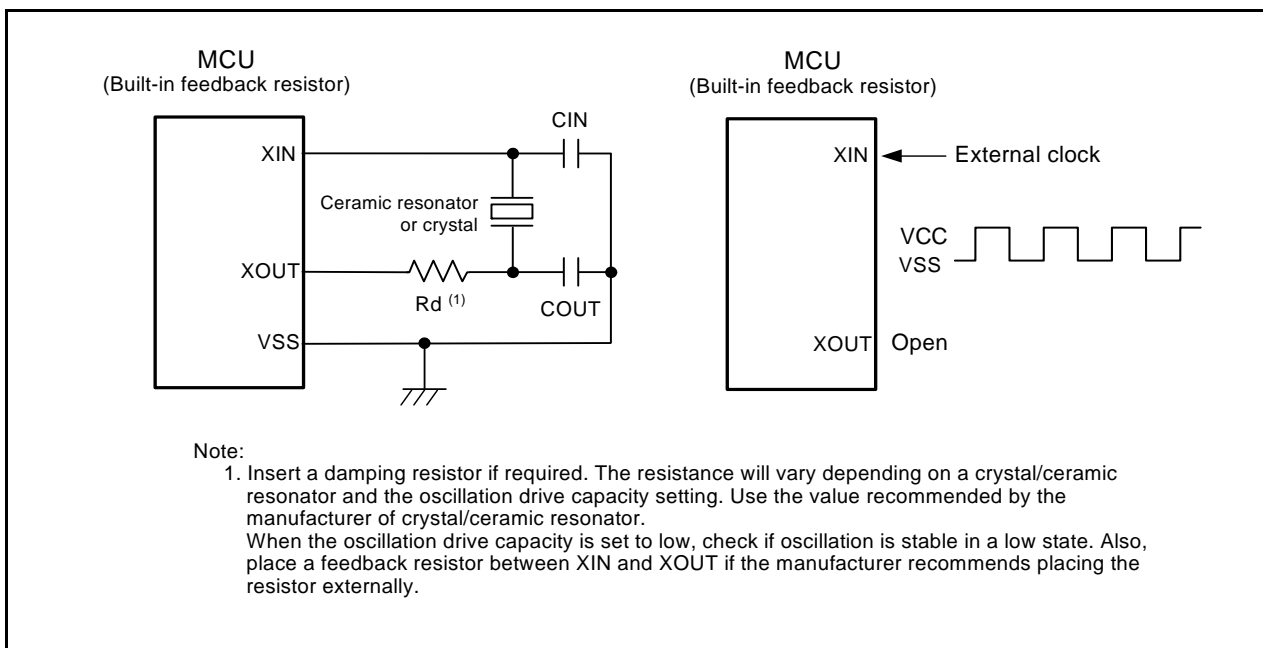 MCU
(Built-in feedback resistor)
XIN
CIN
Ceramic resonator
or crystal
XOUT
Rd (1)
COUT
VSS
MCU
(Built-in feedback resistor)
XIN
External clock
VCC
VSS
XOUT
Open
Note:
1. Insert a damping resistor if required. The resistance will vary depending on a crystal/ceramic
resonator and the oscillation drive capacity setting. Use the value recommended by the
manufacturer of crystal/ceramic resonator.
When the oscillation drive capacity is set to low, check if oscillation is stable in a low state. Also,
place a feedback resistor between XIN and XOUT if the manufacturer recommends placing the
resistor externally.